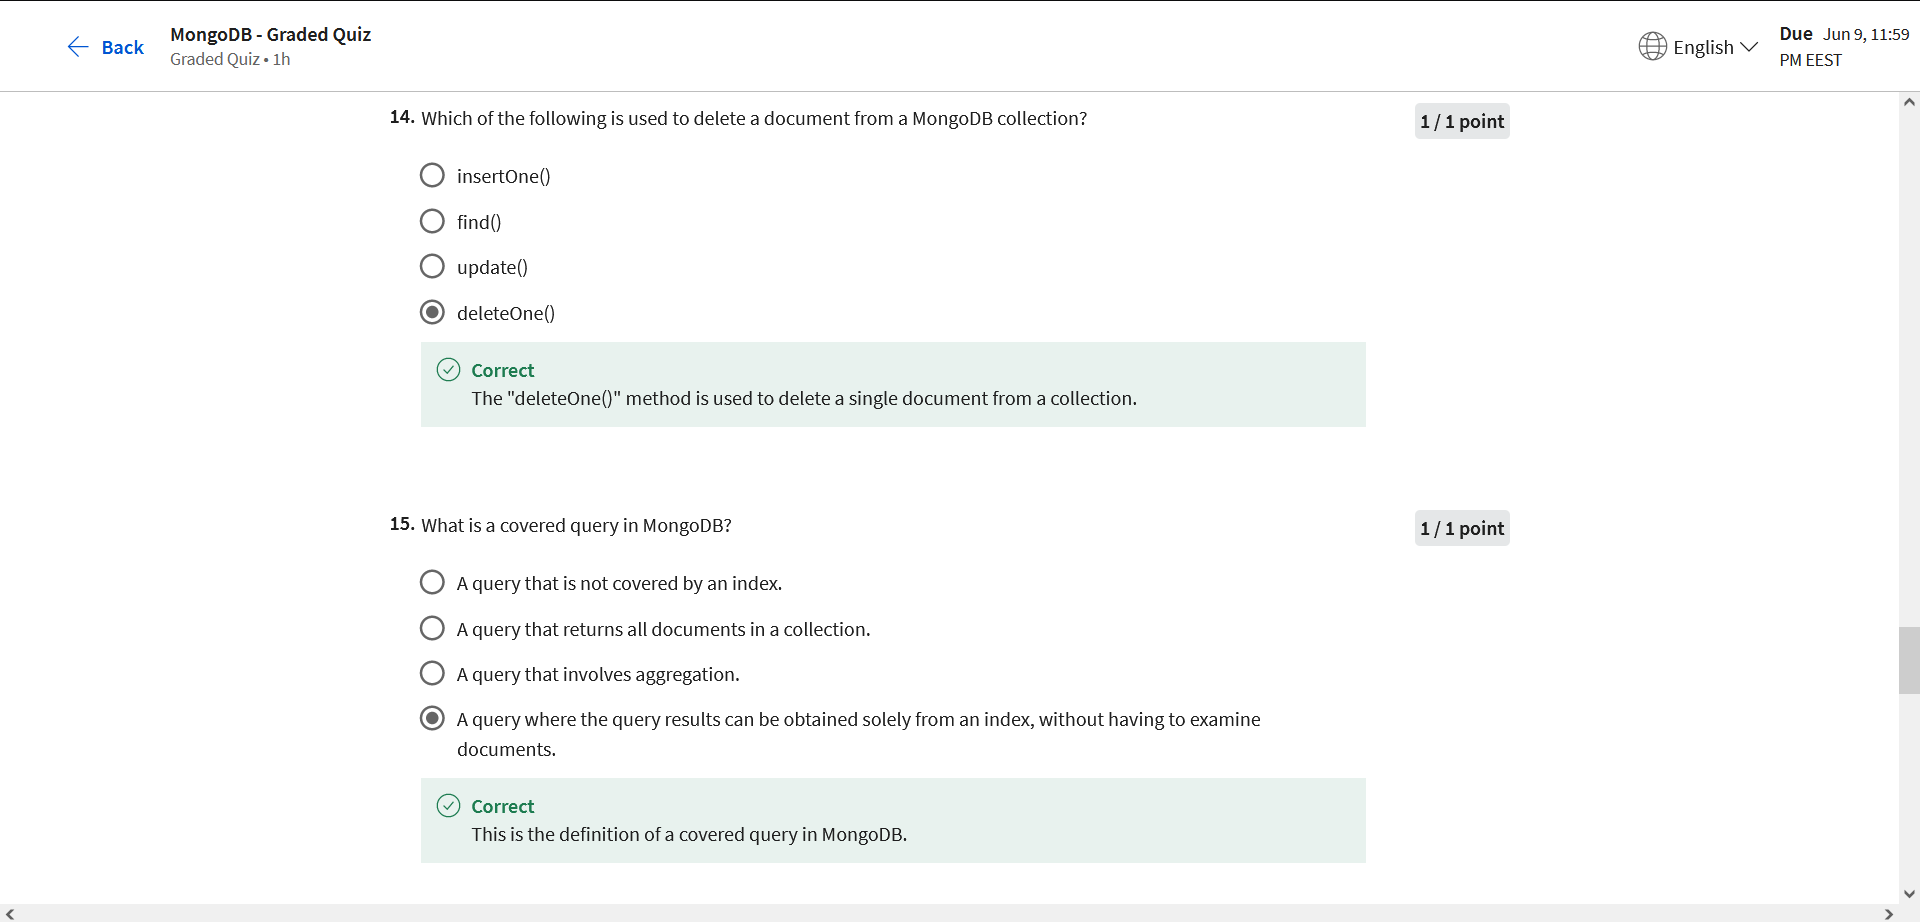 Back
MongoDB - Graded Quiz
Graded Quiz • 1h
English
Due Jun 9, 11:59
PM EEST
14. Which of the following is used to delete a document from a MongoDB collection?
1 / 1 point
insertOne()
find()
update()
deleteOne()
Correct
The "deleteOne()" method is used to delete a single document from a collection.
15. What is a covered query in MongoDB?
1 / 1 point
A query that is not covered by an index.
A query that returns all documents in a collection.
A query that involves aggregation.
A query where the query results can be obtained solely from an index, without having to examine
documents.
Correct
This is the definition of a covered query in MongoDB.